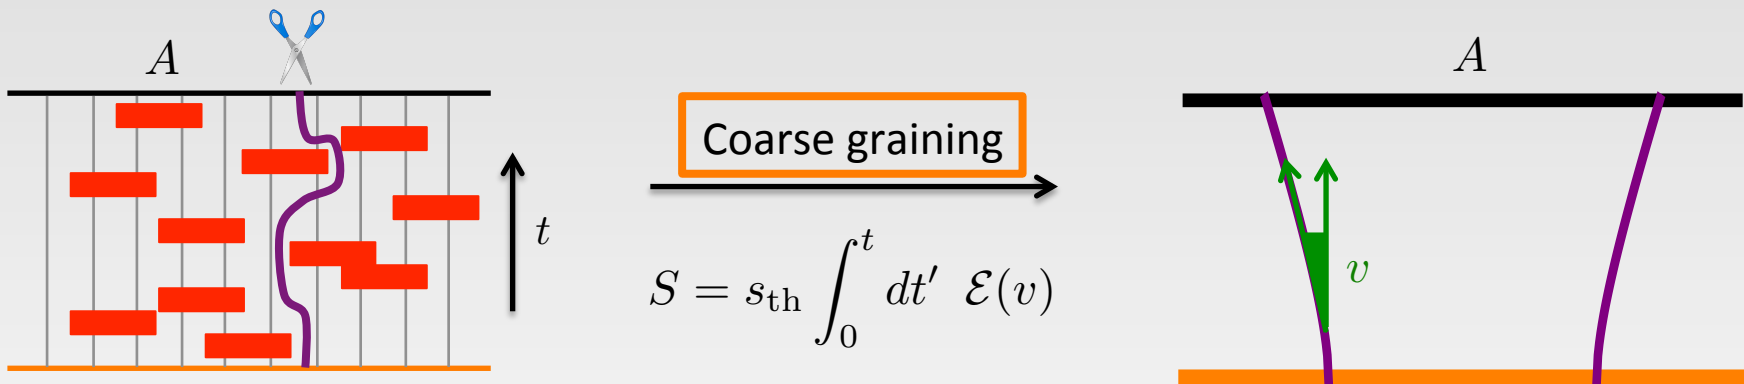 A
t
Coarse graining
S = s_th ∫_0^t dt′ ℰ(v)
A
v